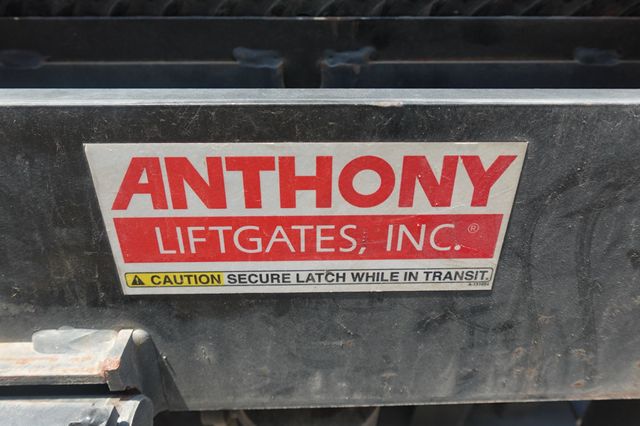 ANTHONY
LIFTGATES, INC.®
⚠ CAUTION SECURE LATCH WHILE IN TRANSIT.